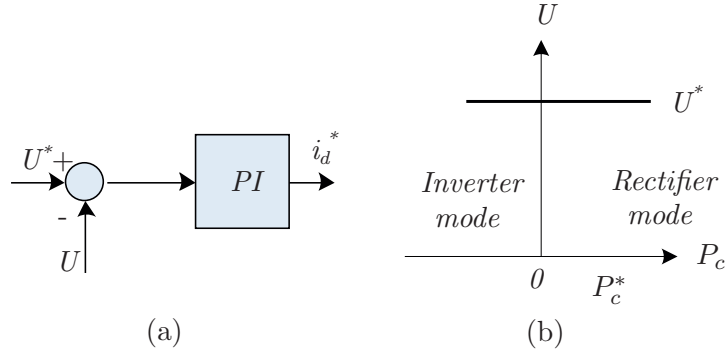 U* +
-
U
PI
i_d*
(a)
U
U*
Inverter mode
Rectifier mode
0
P_c*
P_c
(b)